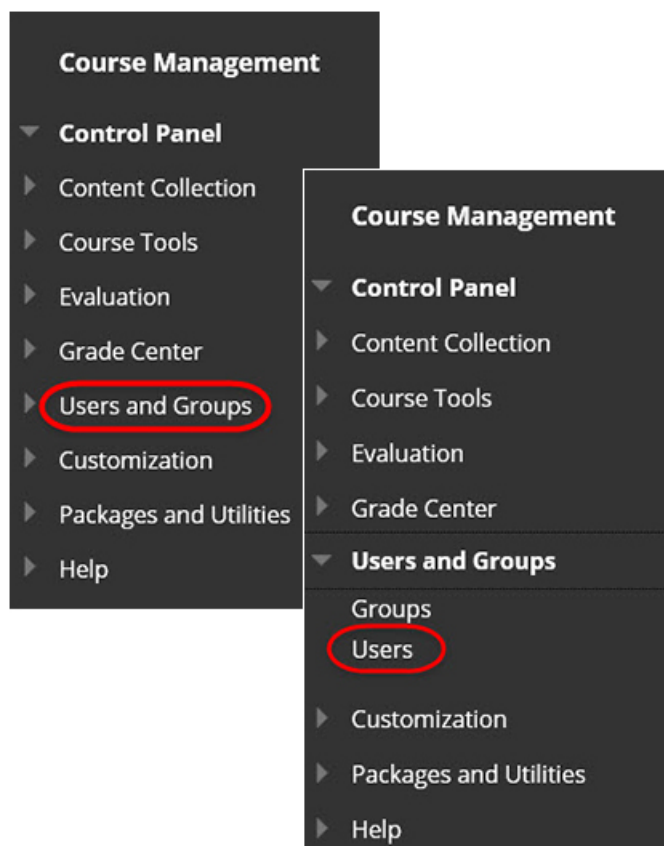 Course Management
Control Panel
Content Collection
Course Tools
Evaluation
Grade Center
Users and Groups
Customization
Packages and Utilities
Help
Course Management
Control Panel
Content Collection
Course Tools
Evaluation
Grade Center
Users and Groups
Groups
Users
Customization
Packages and Utilities
Help